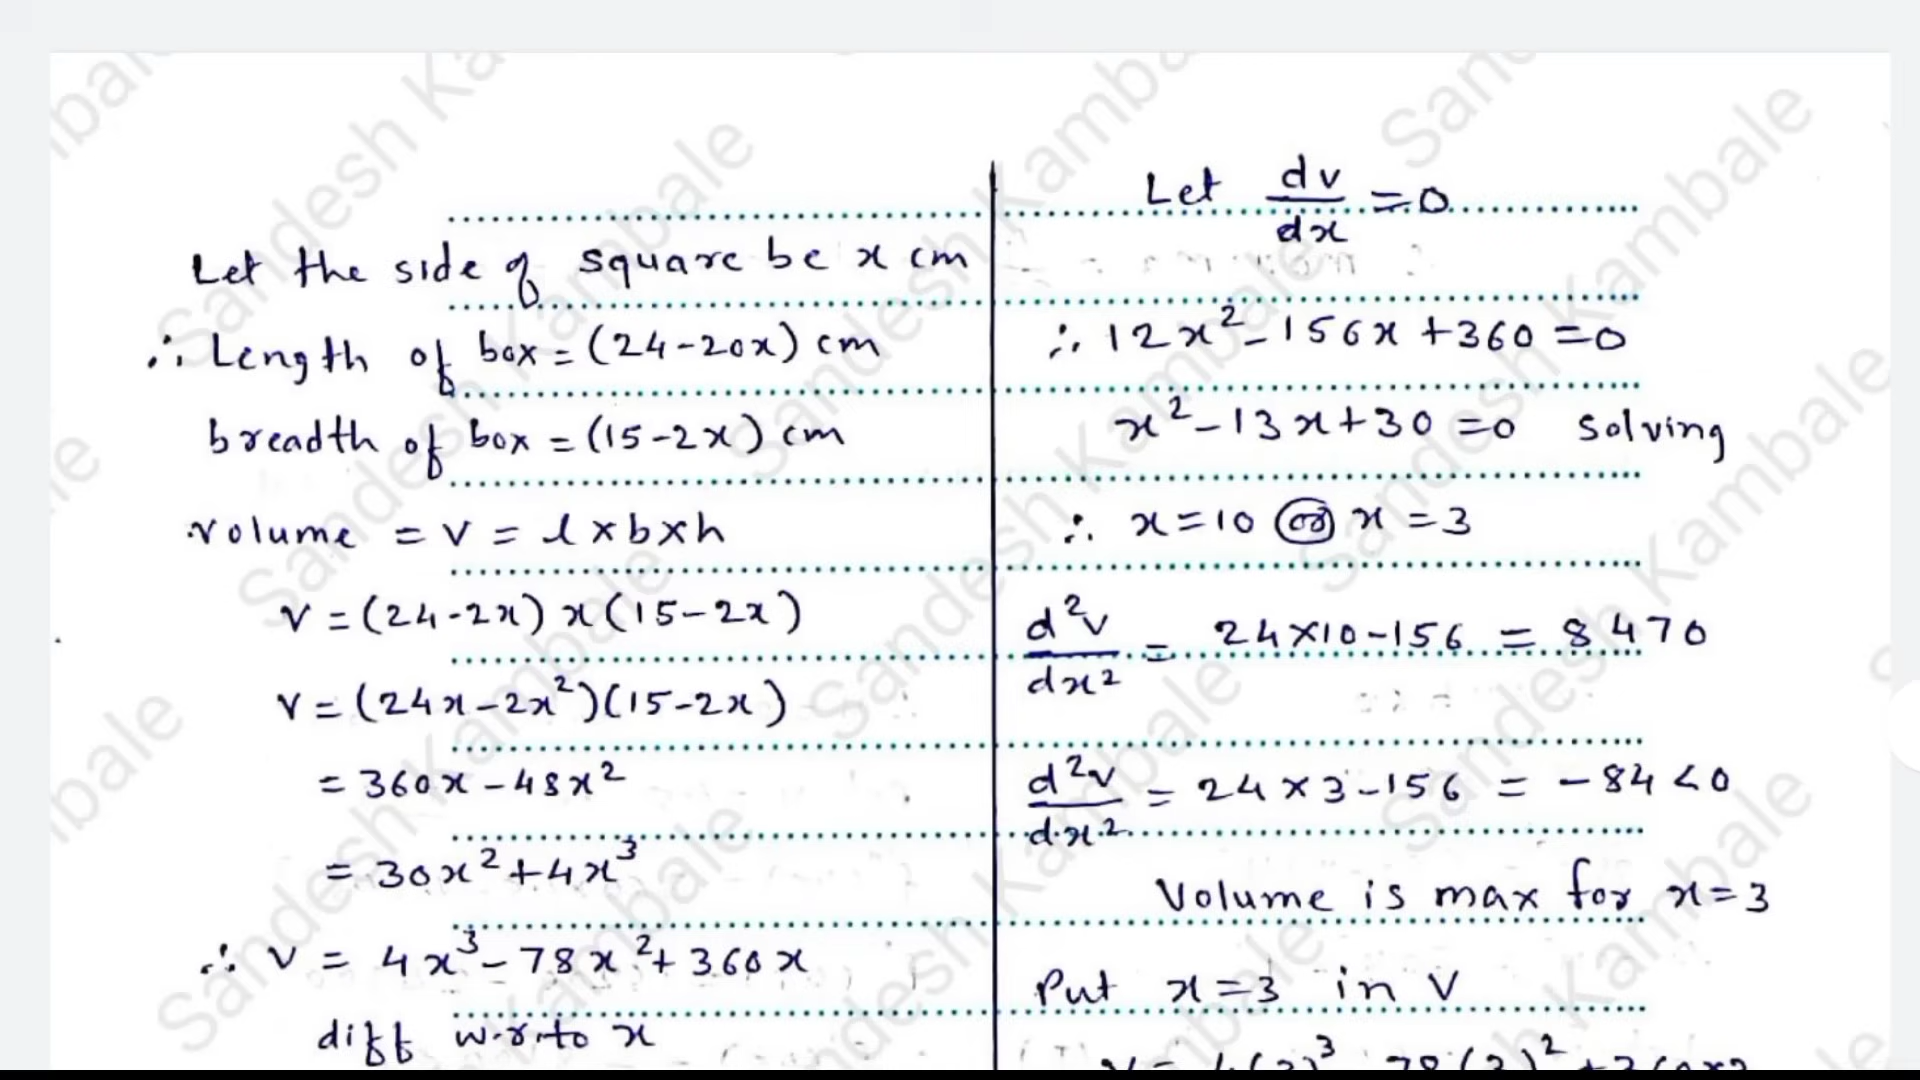 Let the side of square be x cm
∴ Length of box = (24-20x) cm
breadth of box = (15-2x) cm
volume = v = l × b × h
v = (24-2x) x (15-2x)
v = (24x-2x²)(15-2x)
= 360x - 48x²
= 30x² + 4x³
∴ v = 4x³ - 78x² + 360x
diff w.r.to x
Let dv/dx = 0
∴ 12x² - 156x + 360 = 0
x² - 13x + 30 = 0 solving
∴ x = 10 or x = 3
d²v/dx² = 24×10-156 = 8470
d²v/dx² = 24×3-156 = -84 < 0
Volume is max for x = 3
Put x = 3 in V
Sandesh Kambale